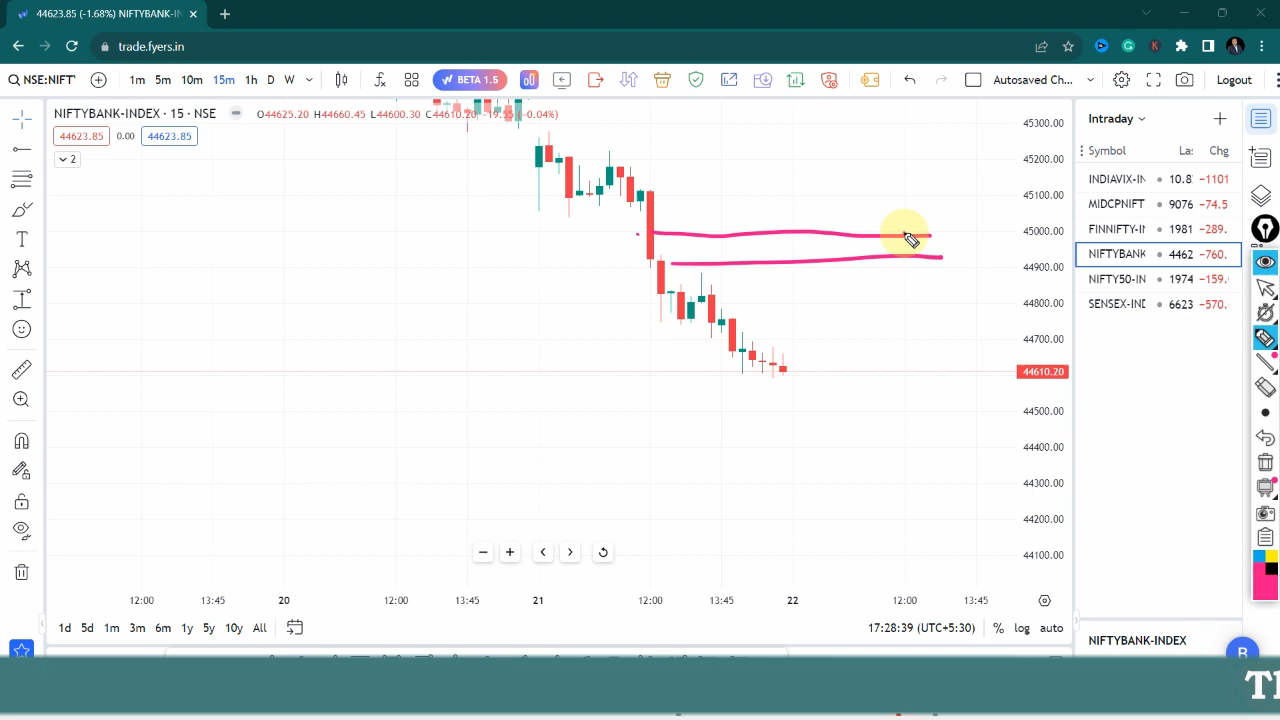 44623.85 (-1.68%) NIFTYBANK-IN
trade.fyers.in
NSE:NIFT
1m 5m 10m 15m 1h D W
BETA 1.5
Autosaved Ch...
Logout
NIFTYBANK-INDEX · 15 · NSE
O44625.20 H44660.45 L44600.30 C44610.20 -19.55 (-0.04%)
44623.85 0.00 44623.85
2
45300.00
45200.00
45100.00
45000.00
44900.00
44800.00
44700.00
44610.20
44500.00
44400.00
44300.00
44200.00
44100.00
12:00 13:45 20 12:00 13:45 21 12:00 13:45 22 12:00 13:45
1d 5d 1m 3m 6m 1y 5y 10y All
17:28:39 (UTC+5:30) % log auto
Intraday
Symbol La: Chg
INDIAVIX-IN 10.8 -1101
MIDCPNIFT 9076 -74.5
FINNIFTY-IN 1981 -289.
NIFTYBANK 4462 -760.
NIFTY50-IN 1974 -159.
SENSEX-IND 6623 -570.
NIFTYBANK-INDEX
B